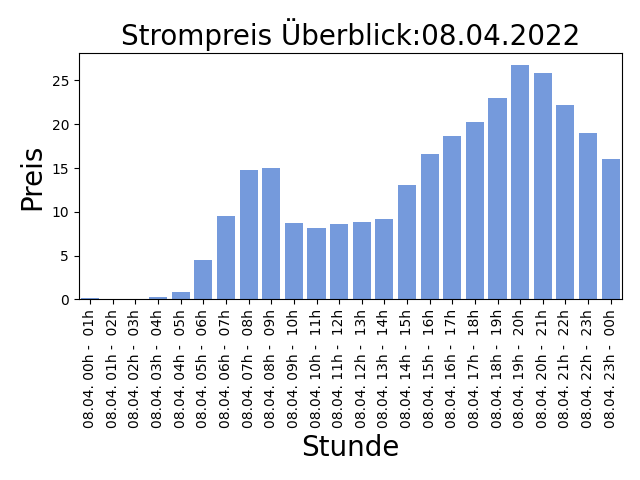 Strompreis Überblick:08.04.2022
Preis
25
20
15
10
5
0
08.04. 00h - 01h
08.04. 01h - 02h
08.04. 02h - 03h
08.04. 03h - 04h
08.04. 04h - 05h
08.04. 05h - 06h
08.04. 06h - 07h
08.04. 07h - 08h
08.04. 08h - 09h
08.04. 09h - 10h
08.04. 10h - 11h
08.04. 11h - 12h
08.04. 12h - 13h
08.04. 13h - 14h
08.04. 14h - 15h
08.04. 15h - 16h
08.04. 16h - 17h
08.04. 17h - 18h
08.04. 18h - 19h
08.04. 19h - 20h
08.04. 20h - 21h
08.04. 21h - 22h
08.04. 22h - 23h
08.04. 23h - 00h
Stunde